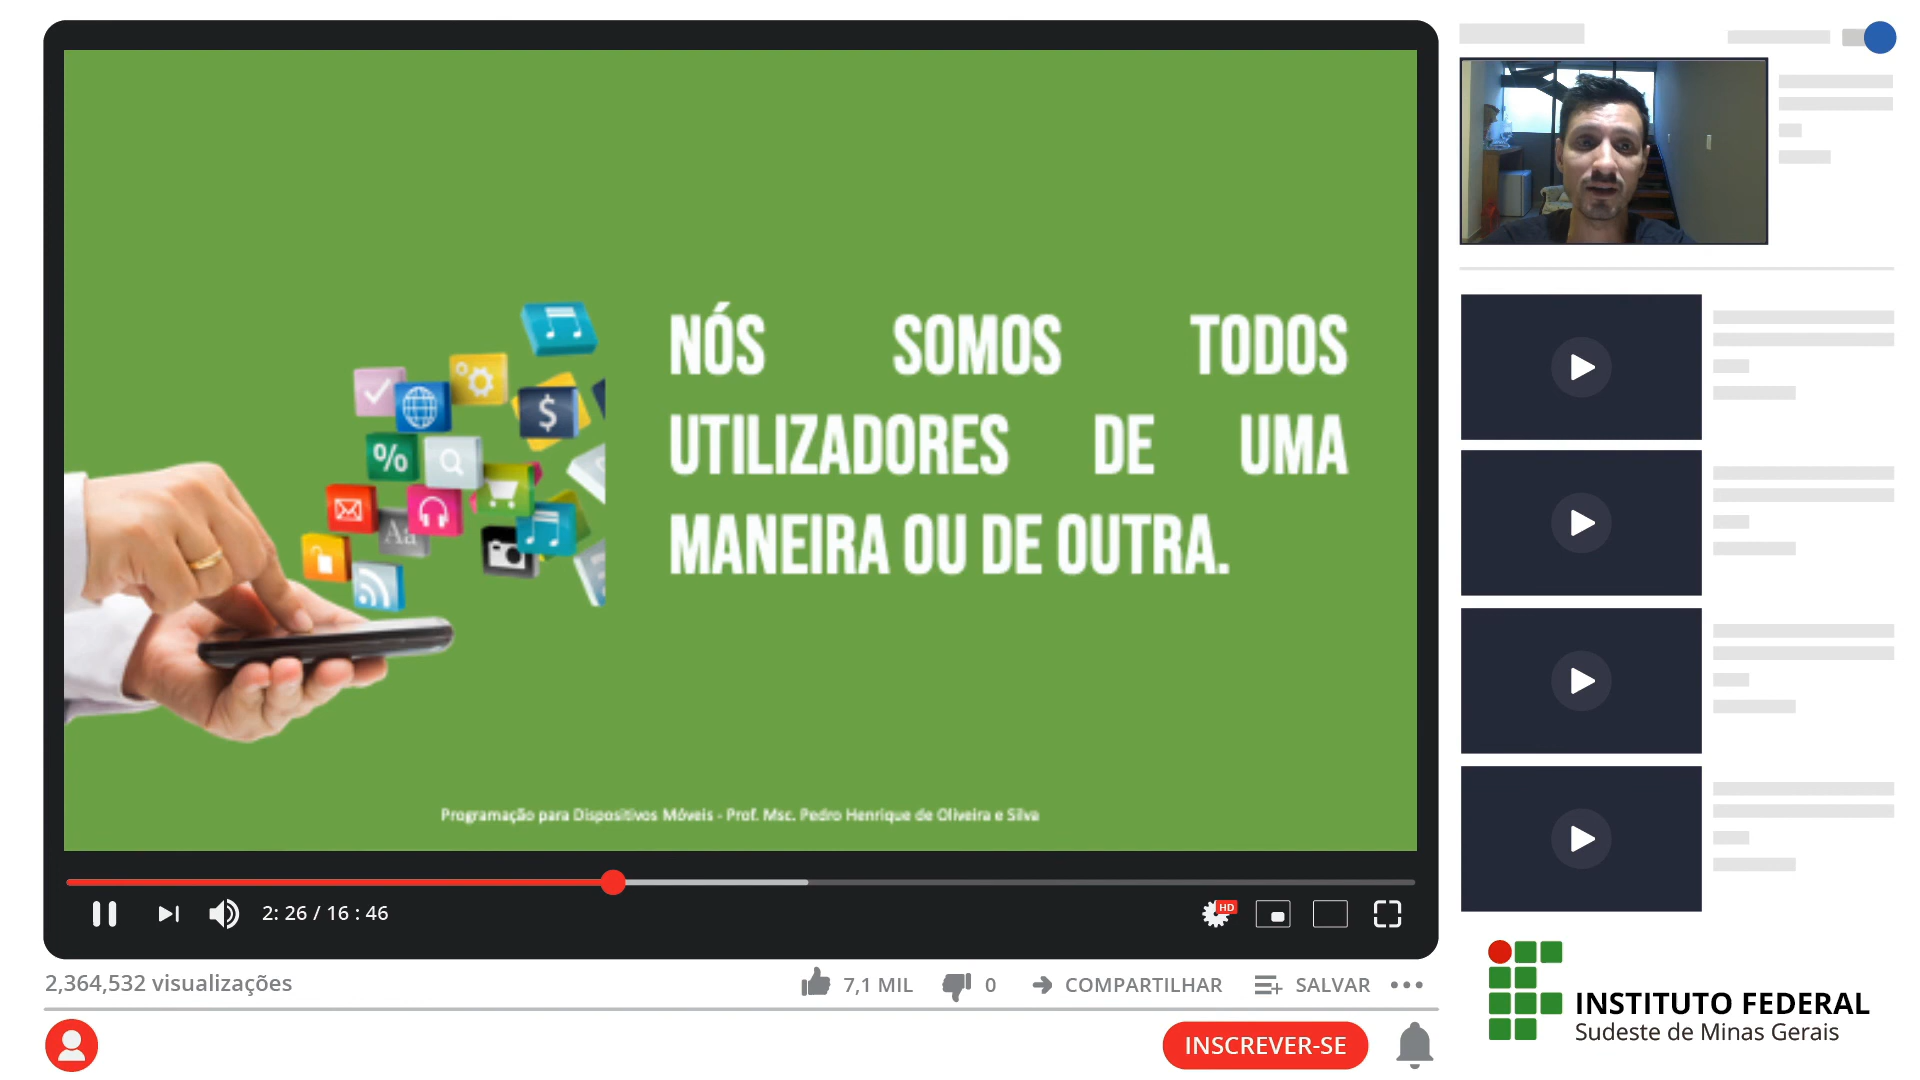 NÓS SOMOS TODOS
UTILIZADORES DE UMA
MANEIRA OU DE OUTRA.
$
%
Aa
Programação para Dispositivos Móveis - Prof. Msc. Pedro Henrique de Oliveira e Silva
2: 26 / 16 : 46
HD
2,364,532 visualizações
7,1 MIL
0
COMPARTILHAR
SALVAR
INSCREVER-SE
INSTITUTO FEDERAL
Sudeste de Minas Gerais